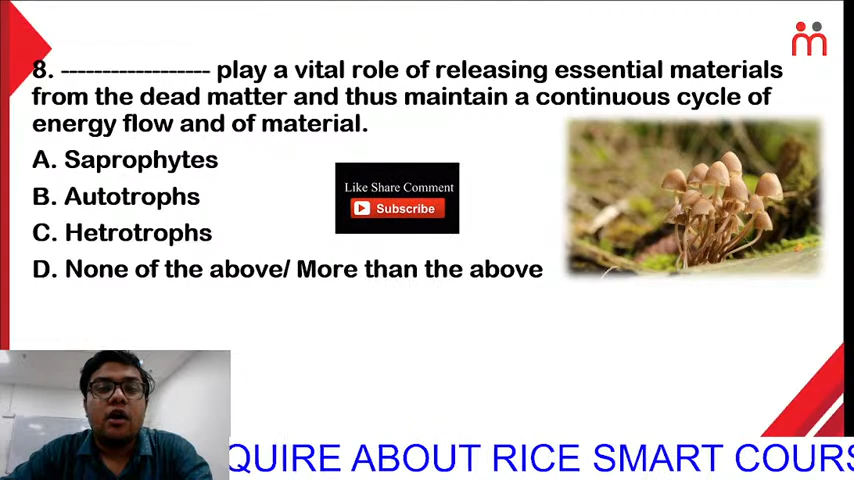 8. ------------------ play a vital role of releasing essential materials
from the dead matter and thus maintain a continuous cycle of
energy flow and of material.
A. Saprophytes
B. Autotrophs
C. Hetrotrophs
D. None of the above/ More than the above
Like Share Comment
Subscribe
QUIRE ABOUT RICE SMART COURS